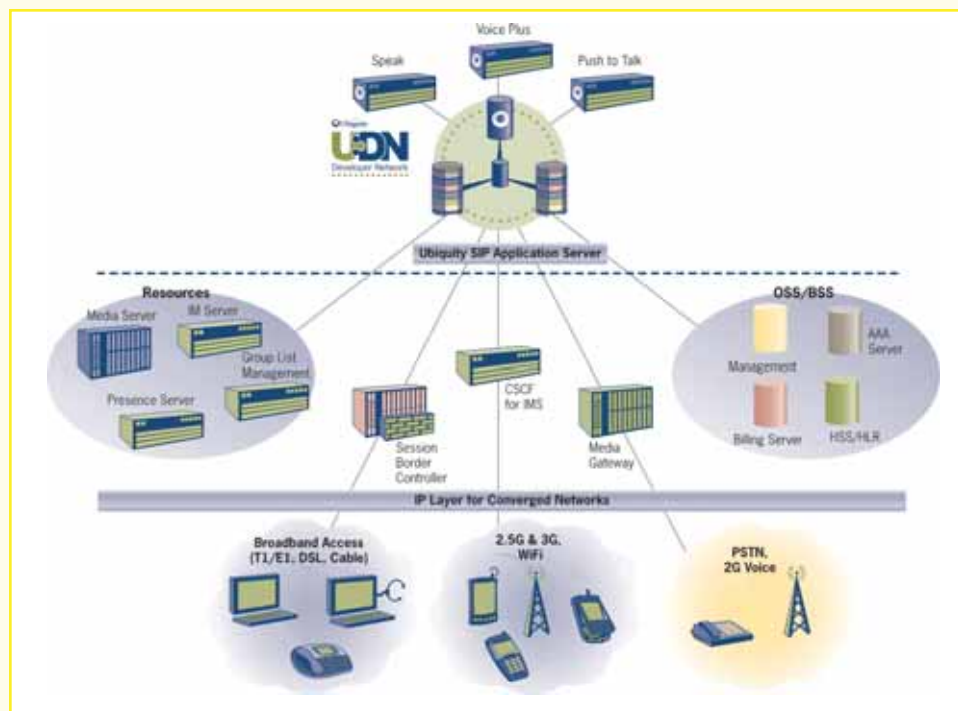 Voice Plus
Speak
Push to Talk
Ubiquity
U DN
Developer Network
Ubiquity SIP Application Server
Resources
Media Server
IM Server
Group List
Management
Presence Server
OSS/BSS
Management
AAA
Server
Billing Server
HSS/HLR
CSCF
for IMS
Session
Border
Controller
Media
Gateway
IP Layer for Converged Networks
Broadband Access
(T1/E1, DSL, Cable)
2.5G & 3G,
WiFi
PSTN,
2G Voice